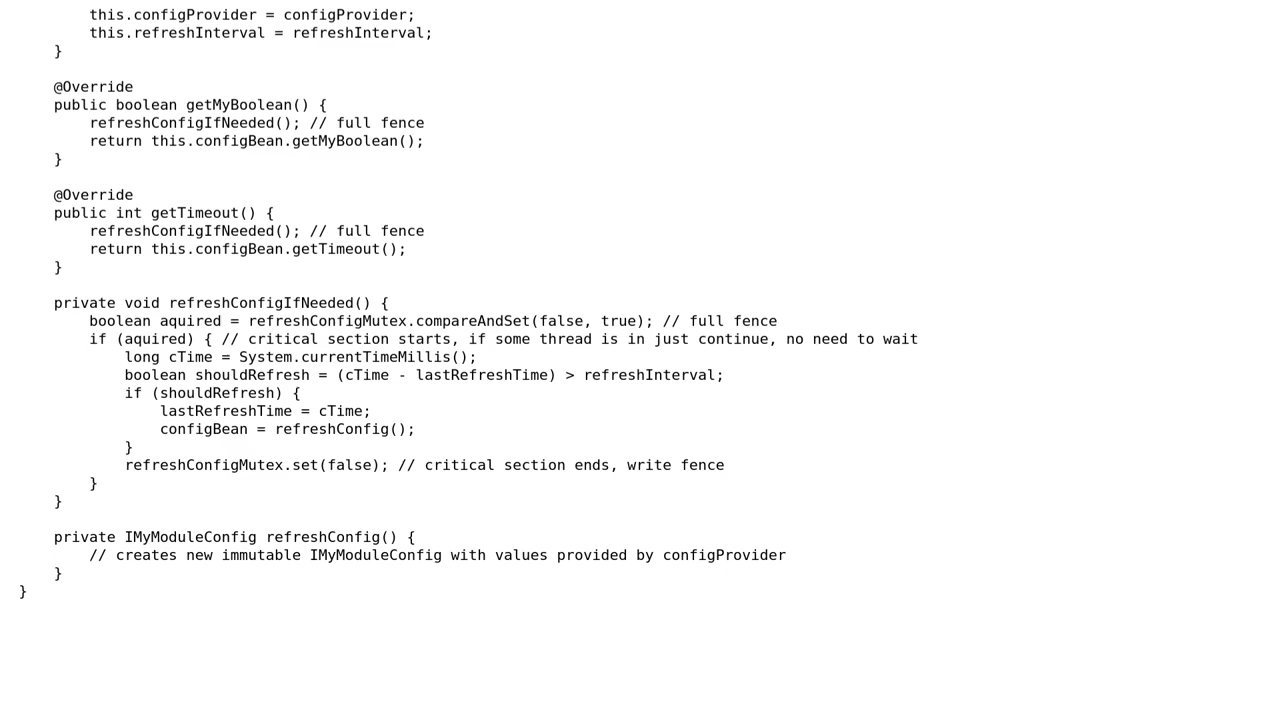 this.configProvider = configProvider;
        this.refreshInterval = refreshInterval;
    }

    @Override
    public boolean getMyBoolean() {
        refreshConfigIfNeeded(); // full fence
        return this.configBean.getMyBoolean();
    }

    @Override
    public int getTimeout() {
        refreshConfigIfNeeded(); // full fence
        return this.configBean.getTimeout();
    }

    private void refreshConfigIfNeeded() {
        boolean aquired = refreshConfigMutex.compareAndSet(false, true); // full fence
        if (aquired) { // critical section starts, if some thread is in just continue, no need to wait
            long cTime = System.currentTimeMillis();
            boolean shouldRefresh = (cTime - lastRefreshTime) > refreshInterval;
            if (shouldRefresh) {
                lastRefreshTime = cTime;
                configBean = refreshConfig();
            }
            refreshConfigMutex.set(false); // critical section ends, write fence
        }
    }

    private IMyModuleConfig refreshConfig() {
        // creates new immutable IMyModuleConfig with values provided by configProvider
    }
}